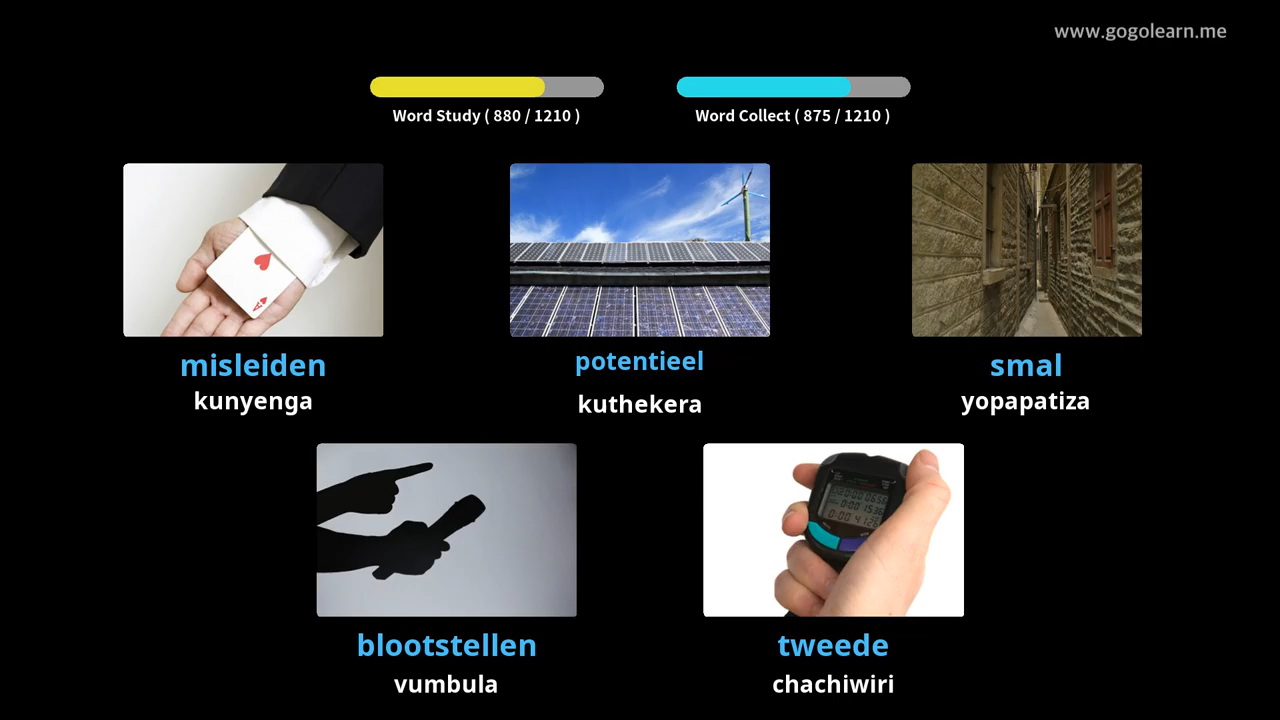 www.gogolearn.me
Word Study ( 880 / 1210 )
Word Collect ( 875 / 1210 )
misleiden
kunyenga
potentieel
kuthekera
smal
yopapatiza
blootstellen
vumbula
tweede
chachiwiri